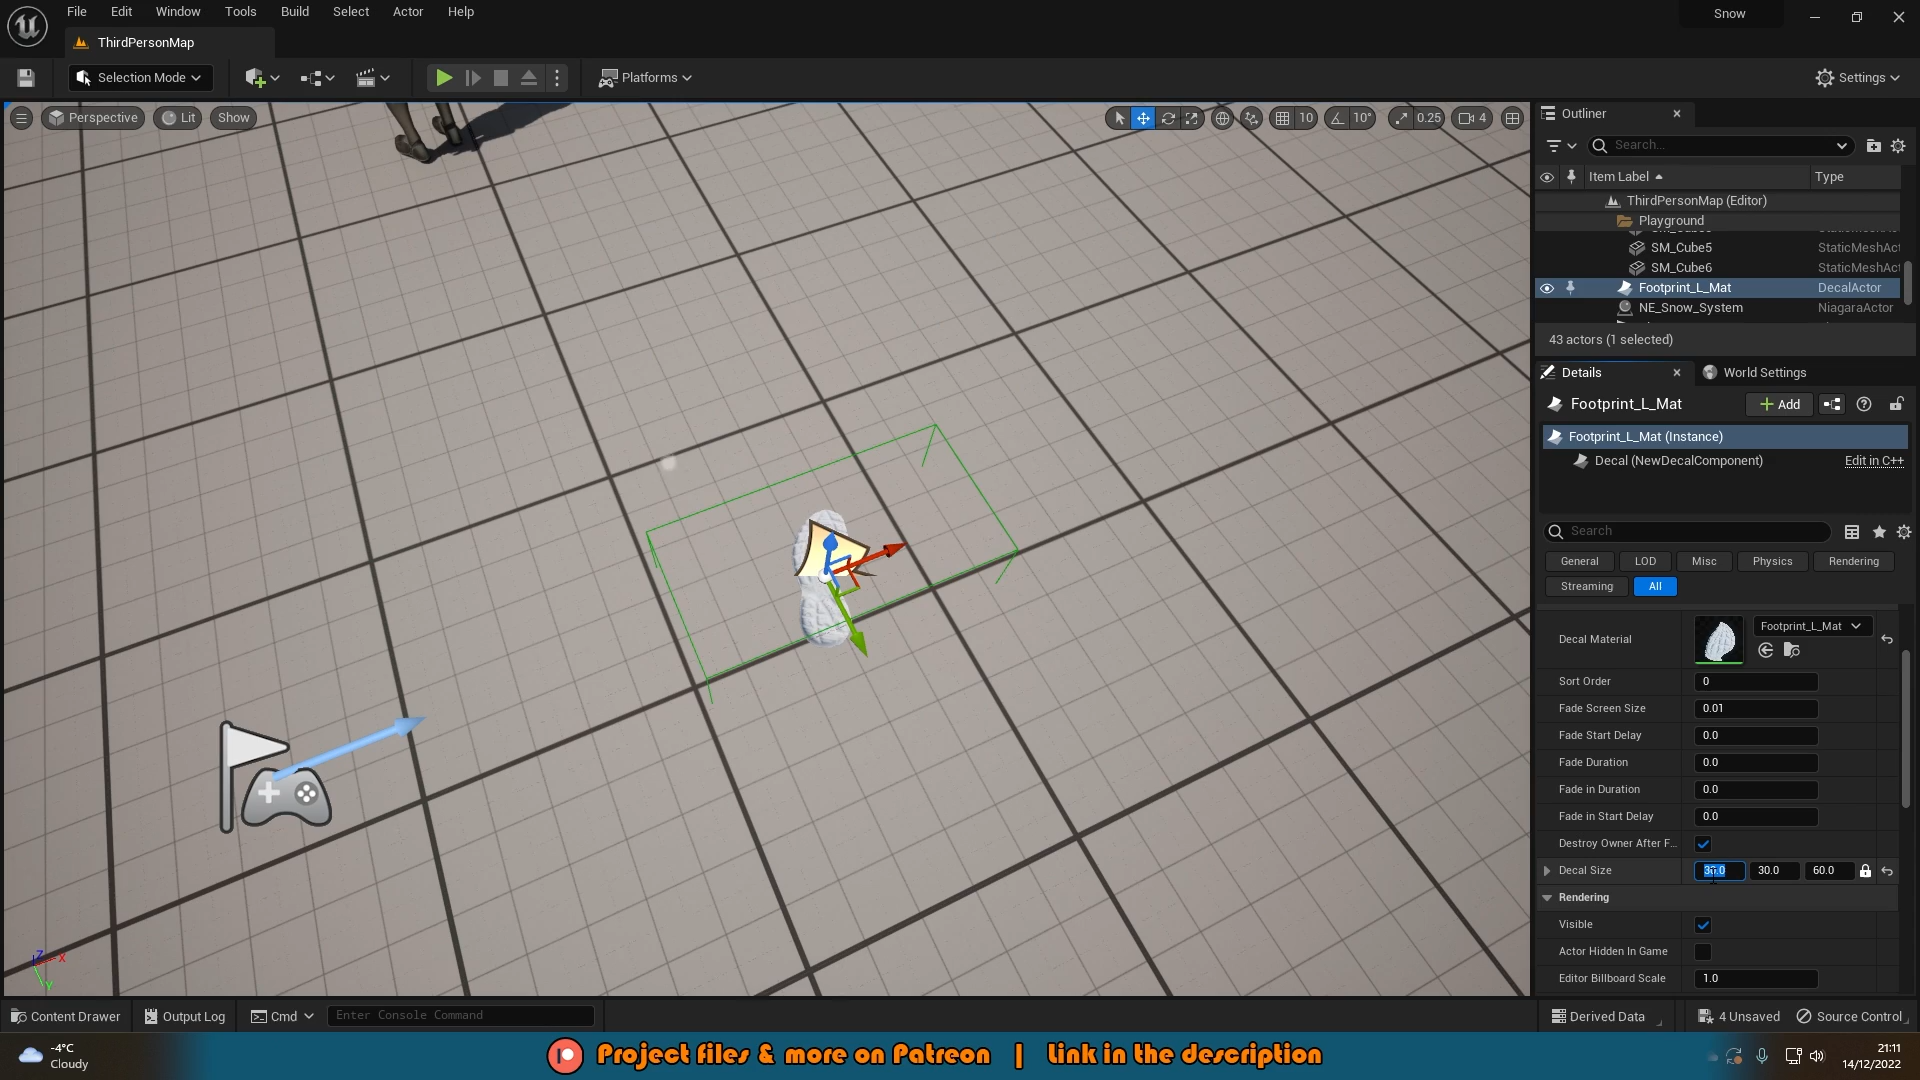 File Edit Window Tools Build Select Actor Help
Snow
ThirdPersonMap
Selection Mode
Platforms
Settings
Perspective Lit Show
10 10° 0.25 4
Outliner
Search...
Item Label Type
ThirdPersonMap (Editor)
Playground
SM_Cube5 StaticMeshAct
SM_Cube6 StaticMeshAct
Footprint_L_Mat DecalActor
NE_Snow_System NiagaraActor
43 actors (1 selected)
Details World Settings
Footprint_L_Mat Add
Footprint_L_Mat (Instance)
Decal (NewDecalComponent) Edit in C++
Search
General LOD Misc Physics Rendering
Streaming All
Decal Material Footprint_L_Mat
Sort Order 0
Fade Screen Size 0.01
Fade Start Delay 0.0
Fade Duration 0.0
Fade in Duration 0.0
Fade in Start Delay 0.0
Destroy Owner After F...
Decal Size 30.0 30.0 60.0
Rendering
Visible
Actor Hidden In Game
Editor Billboard Scale 1.0
Z X
Y
Content Drawer Output Log Cmd Enter Console Command
Derived Data 4 Unsaved Source Control
-4°C
Cloudy
Project files & more on Patreon | Link in the description
21:11
14/12/2022